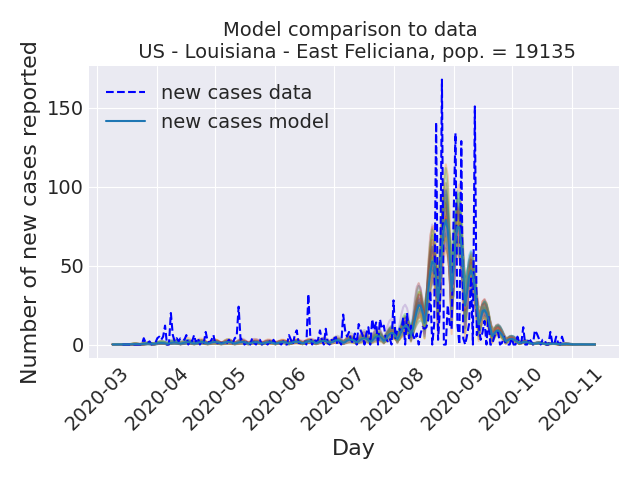 Model comparison to data
US - Louisiana - East Feliciana, pop. = 19135
Number of new cases reported
150
100
50
0
new cases data
new cases model
2020-03
2020-04
2020-05
2020-06
2020-07
2020-08
2020-09
2020-10
2020-11
Day